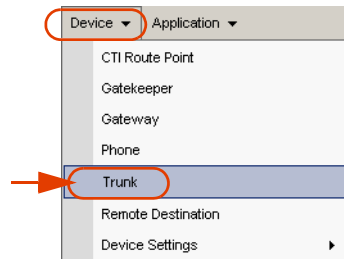 Device Application
CTI Route Point
Gatekeeper
Gateway
Phone
Trunk
Remote Destination
Device Settings